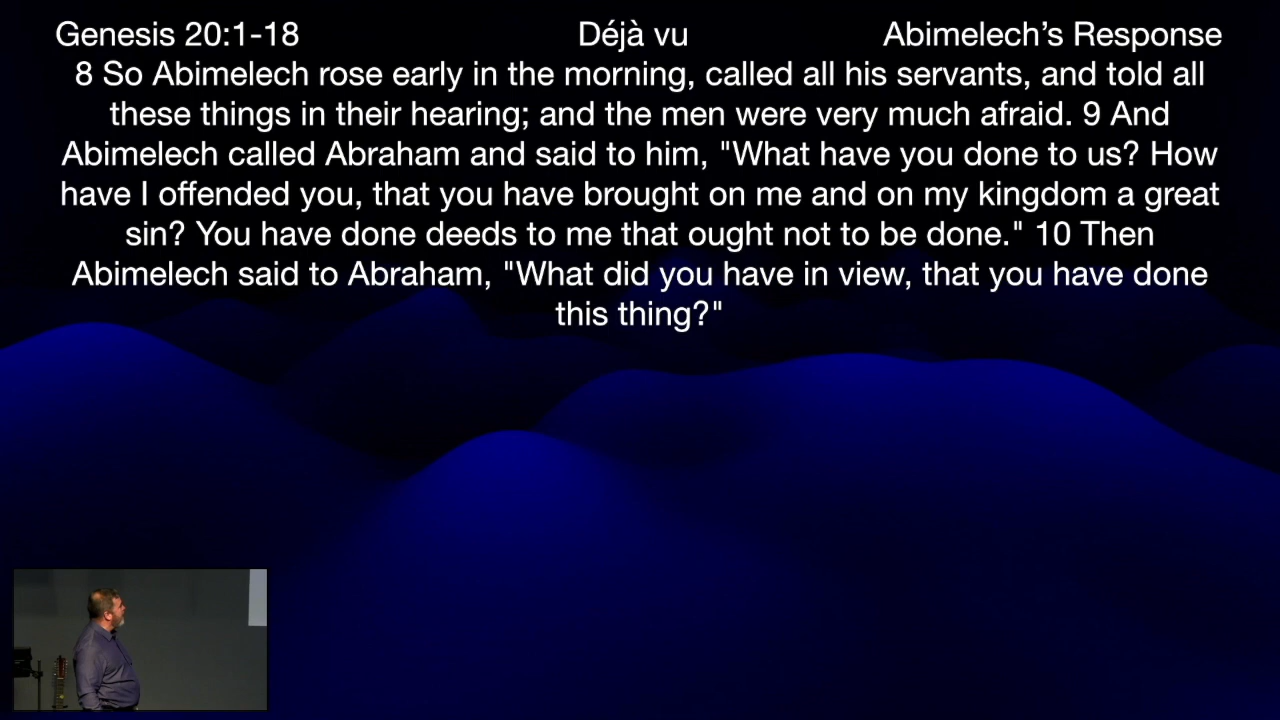 Genesis 20:1-18 Déjà vu Abimelech’s Response
8 So Abimelech rose early in the morning, called all his servants, and told all
these things in their hearing; and the men were very much afraid. 9 And
Abimelech called Abraham and said to him, "What have you done to us? How
have I offended you, that you have brought on me and on my kingdom a great
sin? You have done deeds to me that ought not to be done." 10 Then
Abimelech said to Abraham, "What did you have in view, that you have done
this thing?"